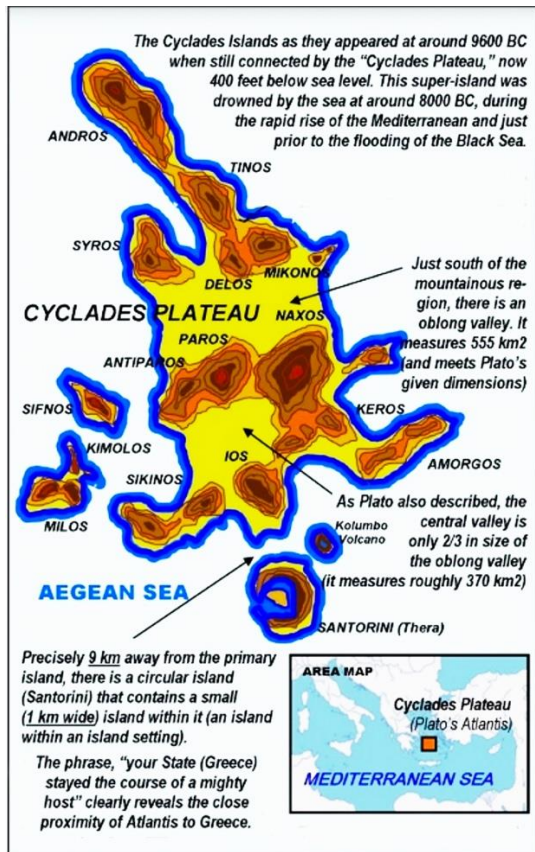 The Cyclades Islands as they appeared at around 9600 BC
when still connected by the “Cyclades Plateau,” now
400 feet below sea level. This super-island was
drowned by the sea at around 8000 BC, during
the rapid rise of the Mediterranean and just
prior to the flooding of the Black Sea.
ANDROS
TINOS
SYROS
DELOS
MIKONOS
CYCLADES PLATEAU
NAXOS
PAROS
ANTIPAROS
Just south of the
mountainous re-
gion, there is an
oblong valley. It
measures 555 km2
(and meets Plato's
given dimensions)
SIFNOS
KEROS
KIMOLOS
IOS
AMORGOS
SIKINOS
MILOS
As Plato also described, the
central valley is
only 2/3 in size of
the oblong valley
(it measures roughly 370 km2)
Kolumbo
Volcano
AEGEAN SEA
SANTORINI (Thera)
Precisely 9 km away from the primary
island, there is a circular island
(Santorini) that contains a small
(1 km wide) island within it (an island
within an island setting).
The phrase, “your State (Greece)
stayed the course of a mighty
host” clearly reveals the close
proximity of Atlantis to Greece.
AREA MAP
Cyclades Plateau
(Plato's Atlantis)
MEDITERRANEAN SEA